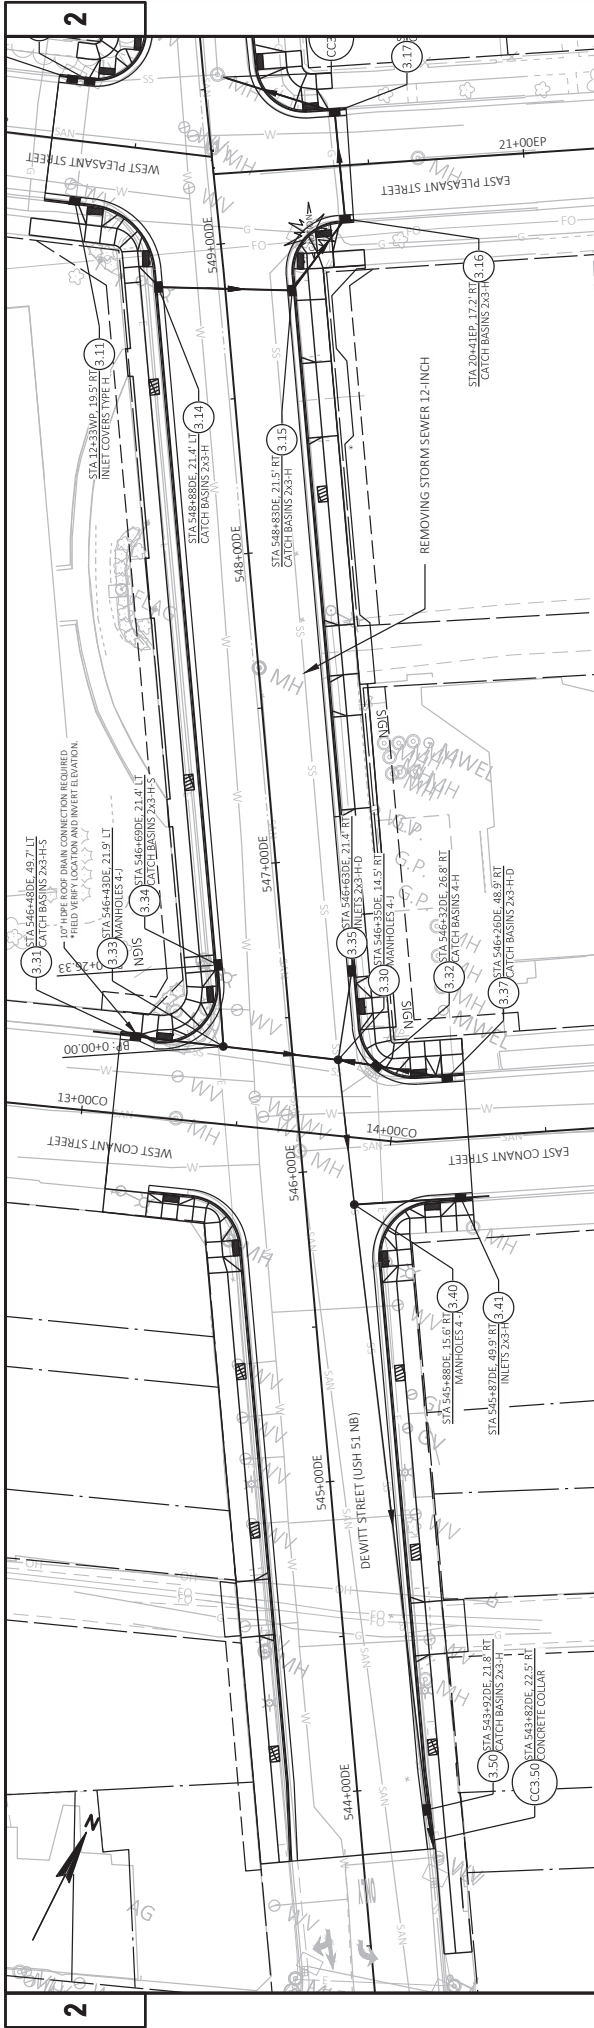 2
CC3
3.17
21+00EP
WEST PLEASANT STREET
EAST PLEASANT STREET
549+00DE
3.16
STA 20+41EP, 17.2' RT
CATCH BASINS 2x3-H
3.11
STA 12+33WP, 19.5' RT
INLET COVERS TYPE H
3.14
STA 548+88DE, 21.4' LT
CATCH BASINS 2x3-H
3.15
STA 548+83DE, 21.5' RT
CATCH BASINS 2x3-H
548+00DE
REMOVING STORM SEWER 12-INCH
FLAG
MH
SIGN
MWEL
G.P.
G.P.
547+00DE
3.31
STA 546+48DE, 49.7' LT
CATCH BASINS 2x3-H-S
*10" HDPE ROOF DRAIN CONNECTION REQUIRED
*FIELD VERIFY LOCATION AND INVERT ELEVATION.
3.33
STA 546+43DE, 21.9' LT
MANHOLES 4-J
3.34
STA 546+69DE, 21.4' LT
CATCH BASINS 2x3-H-S
0+26.33
SIGN
BP: 0+00.00
3.35
STA 546+63DE, 21.4' RT
INLETS 2x3-H-D
3.30
STA 546+35DE, 14.5' RT
MANHOLES 4-J
3.32
STA 546+32DE, 26.8' RT
CATCH BASINS 4-H
3.37
STA 546+26DE, 48.9' RT
CATCH BASINS 2x3-H-D
SIGN
MWEL
13+00CO
14+00CO
WEST CONANT STREET
EAST CONANT STREET
546+00DE
3.40
STA 545+88DE, 15.6' RT
MANHOLES 4-J
3.41
STA 545+87DE, 49.9' RT
INLETS 2x3-H
545+00DE
DEWITT STREET (USH 51 NB)
3.50
STA 543+92DE, 21.8' RT
CATCH BASINS 2x3-H
CC3.50
STA 543+82DE, 22.5' RT
CONCRETE COLLAR
544+00DE
N
AG
2